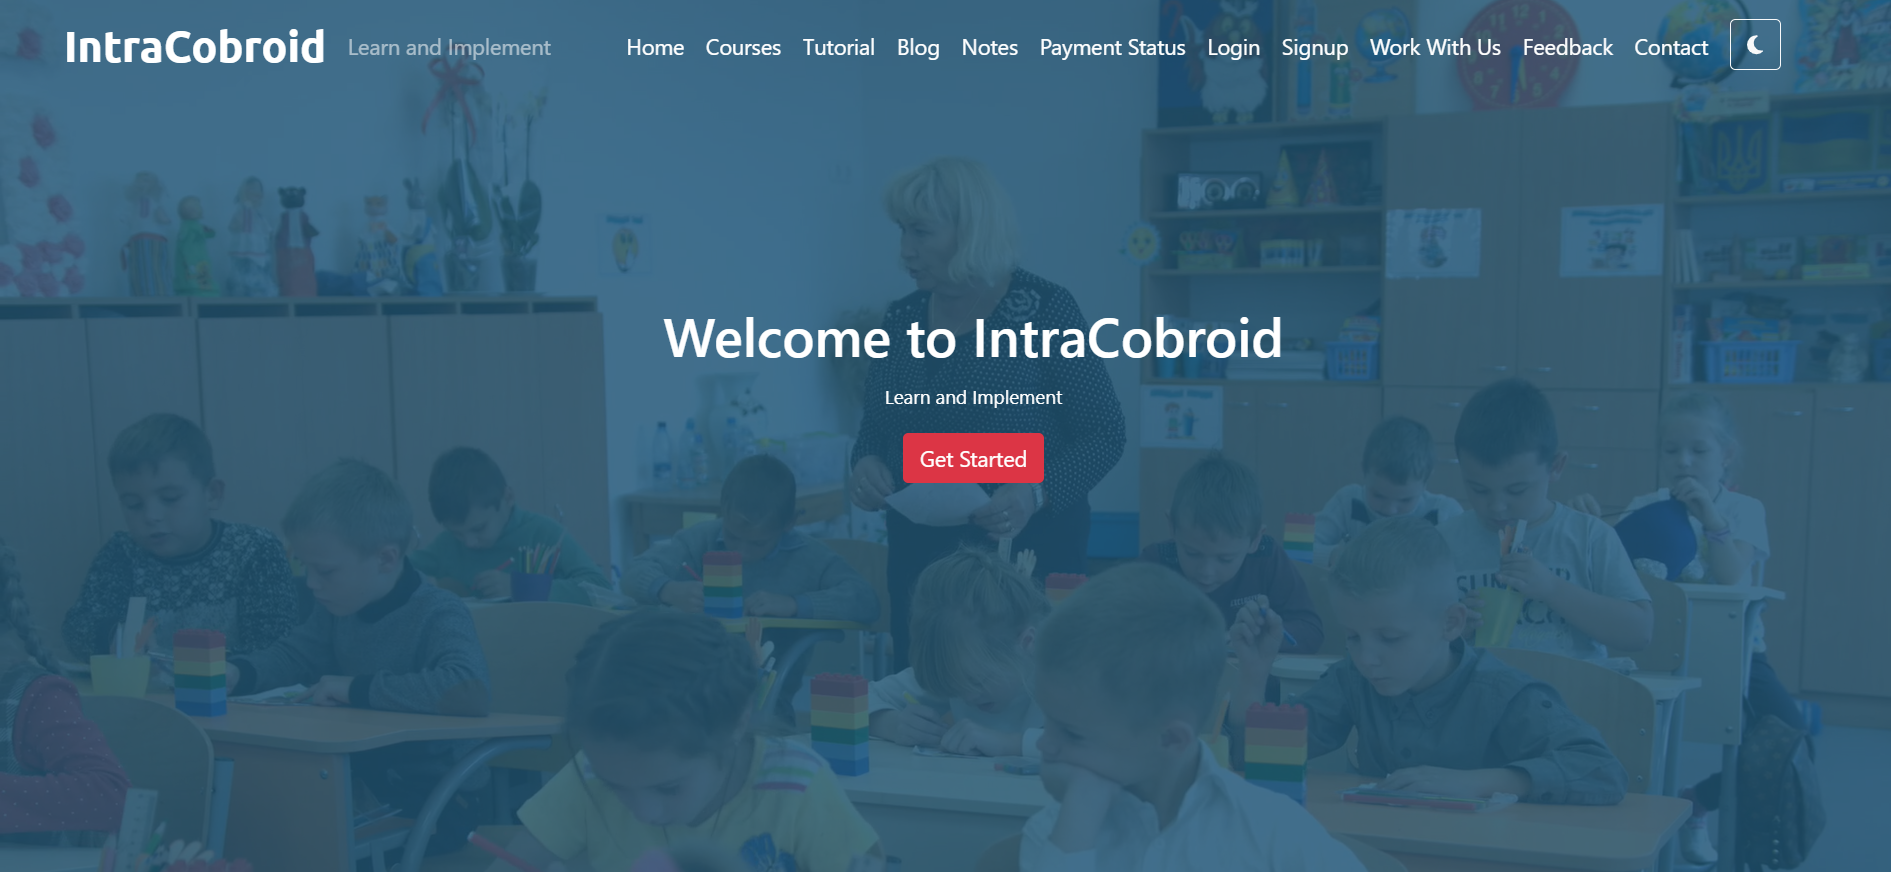 IntraCobroid Learn and Implement Home Courses Tutorial Blog Notes Payment Status Login Signup Work With Us Feedback Contact
Welcome to IntraCobroid
Learn and Implement
Get Started